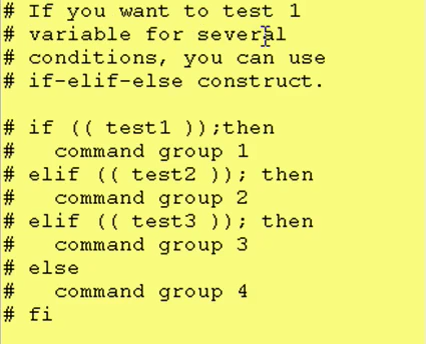 # If you want to test 1
# variable for several
# conditions, you can use
# if-elif-else construct.
# if (( test1 ));then
#   command group 1
# elif (( test2 )); then
#   command group 2
# elif (( test3 )); then
#   command group 3
# else
#   command group 4
# fi